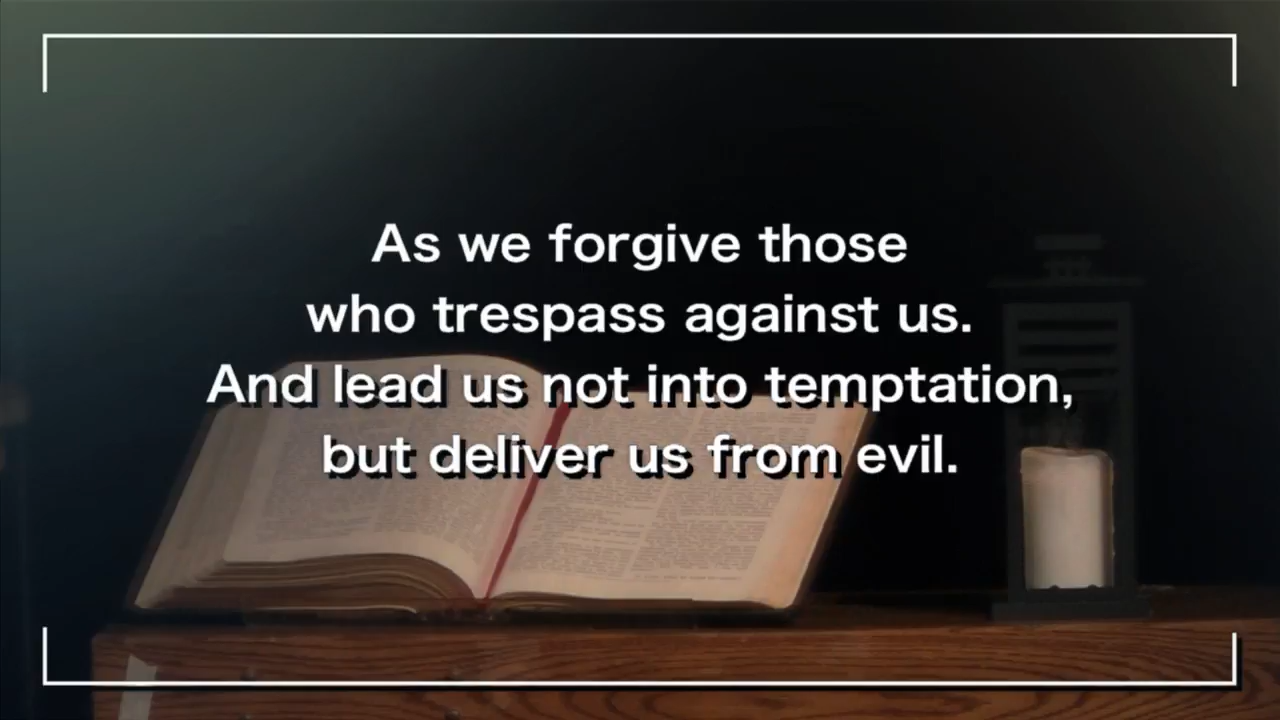 As we forgive those
who trespass against us.
And lead us not into temptation,
but deliver us from evil.